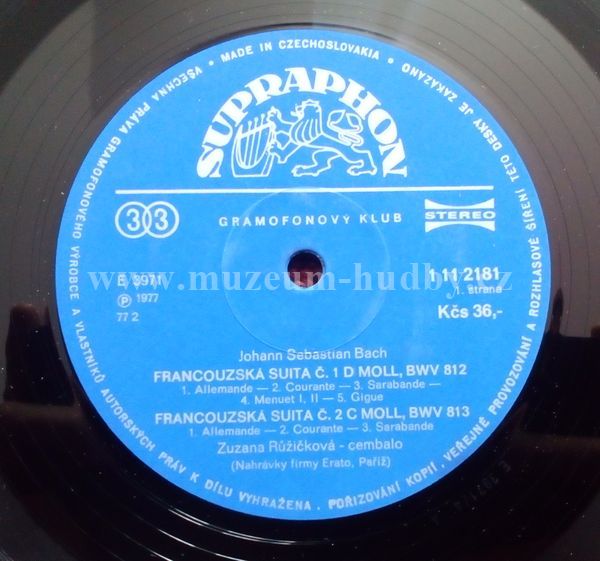 VŠECHNA PRÁVA GRAMOFONOVÉHO VÝROBCE A VLASTNÍKŮ AUTORSKÝCH PRÁV K DÍLU VYHRAŽENA. POŘIZOVÁNÍ KOPIÍ, VEŘEJNÉ PROVOZOVÁNÍ A ROZHLASOVÉ ŠÍŘENÍ TÉTO DESKY JE ZAKÁZÁNO • MADE IN CZECHOSLOVAKIA •
SUPRAPHON
33
GRAMOFONOVÝ KLUB
STEREO
www.muzeum-hudby.cz
E/3971
Ⓟ 1977
77 2
1 11 2181
1. strana
Kčs 36,-
Johann Sebastian Bach
FRANCOUZSKÁ SUITA Č. 1 D MOLL, BWV 812
1. Allemande — 2. Courante — 3. Sarabande —
4. Menuet I, II — 5. Gigue
FRANCOUZSKÁ SUITA Č. 2 C MOLL, BWV 813
1. Allemande — 2. Courante — 3. Sarabande
Zuzana Růžičková - cembalo
(Nahrávky firmy Erato, Paříž)